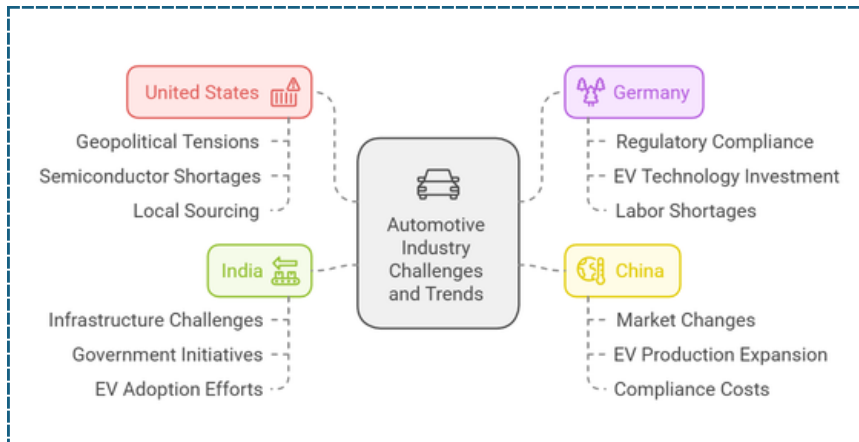 United States
Geopolitical Tensions
Semiconductor Shortages
Local Sourcing
India
Infrastructure Challenges
Government Initiatives
EV Adoption Efforts
Automotive
Industry
Challenges
and Trends
Germany
Regulatory Compliance
EV Technology Investment
Labor Shortages
China
Market Changes
EV Production Expansion
Compliance Costs